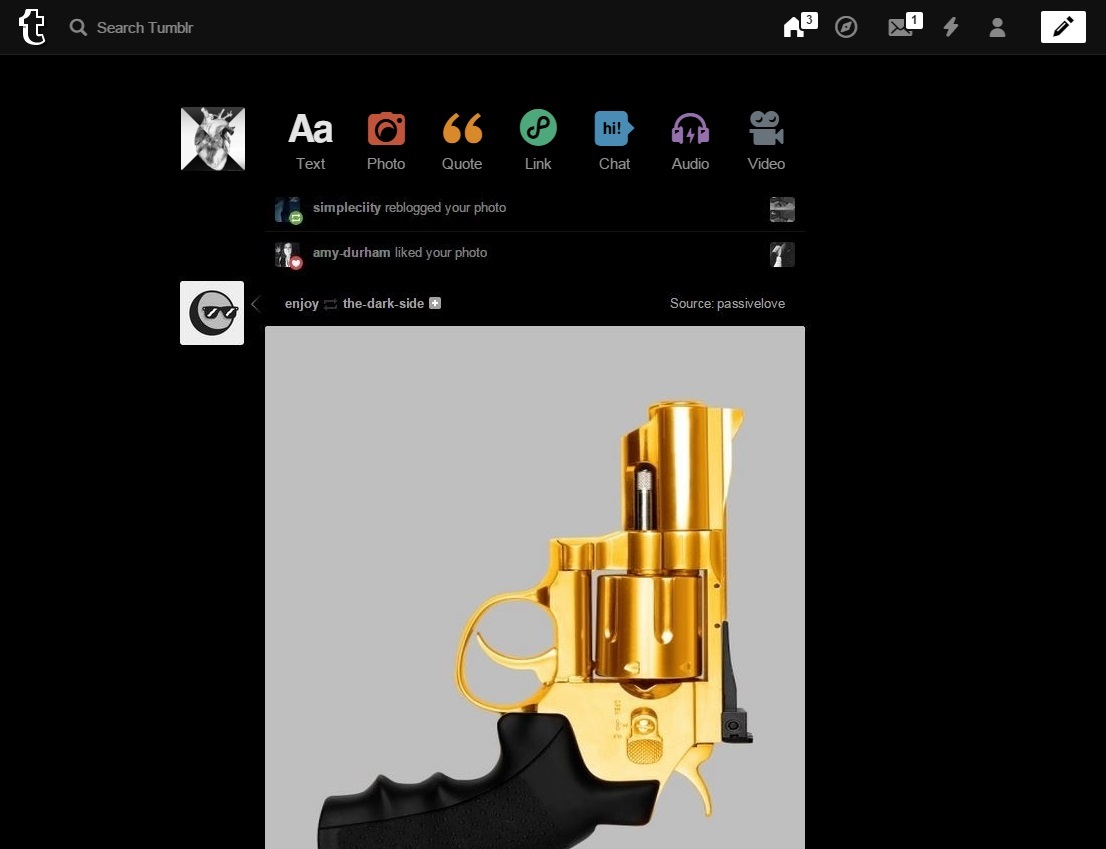 t Search Tumblr 3 1
Aa hi!
Text Photo Quote Link Chat Audio Video
simpleciity reblogged your photo
amy-durham liked your photo
enjoy the-dark-side Source: passivelove